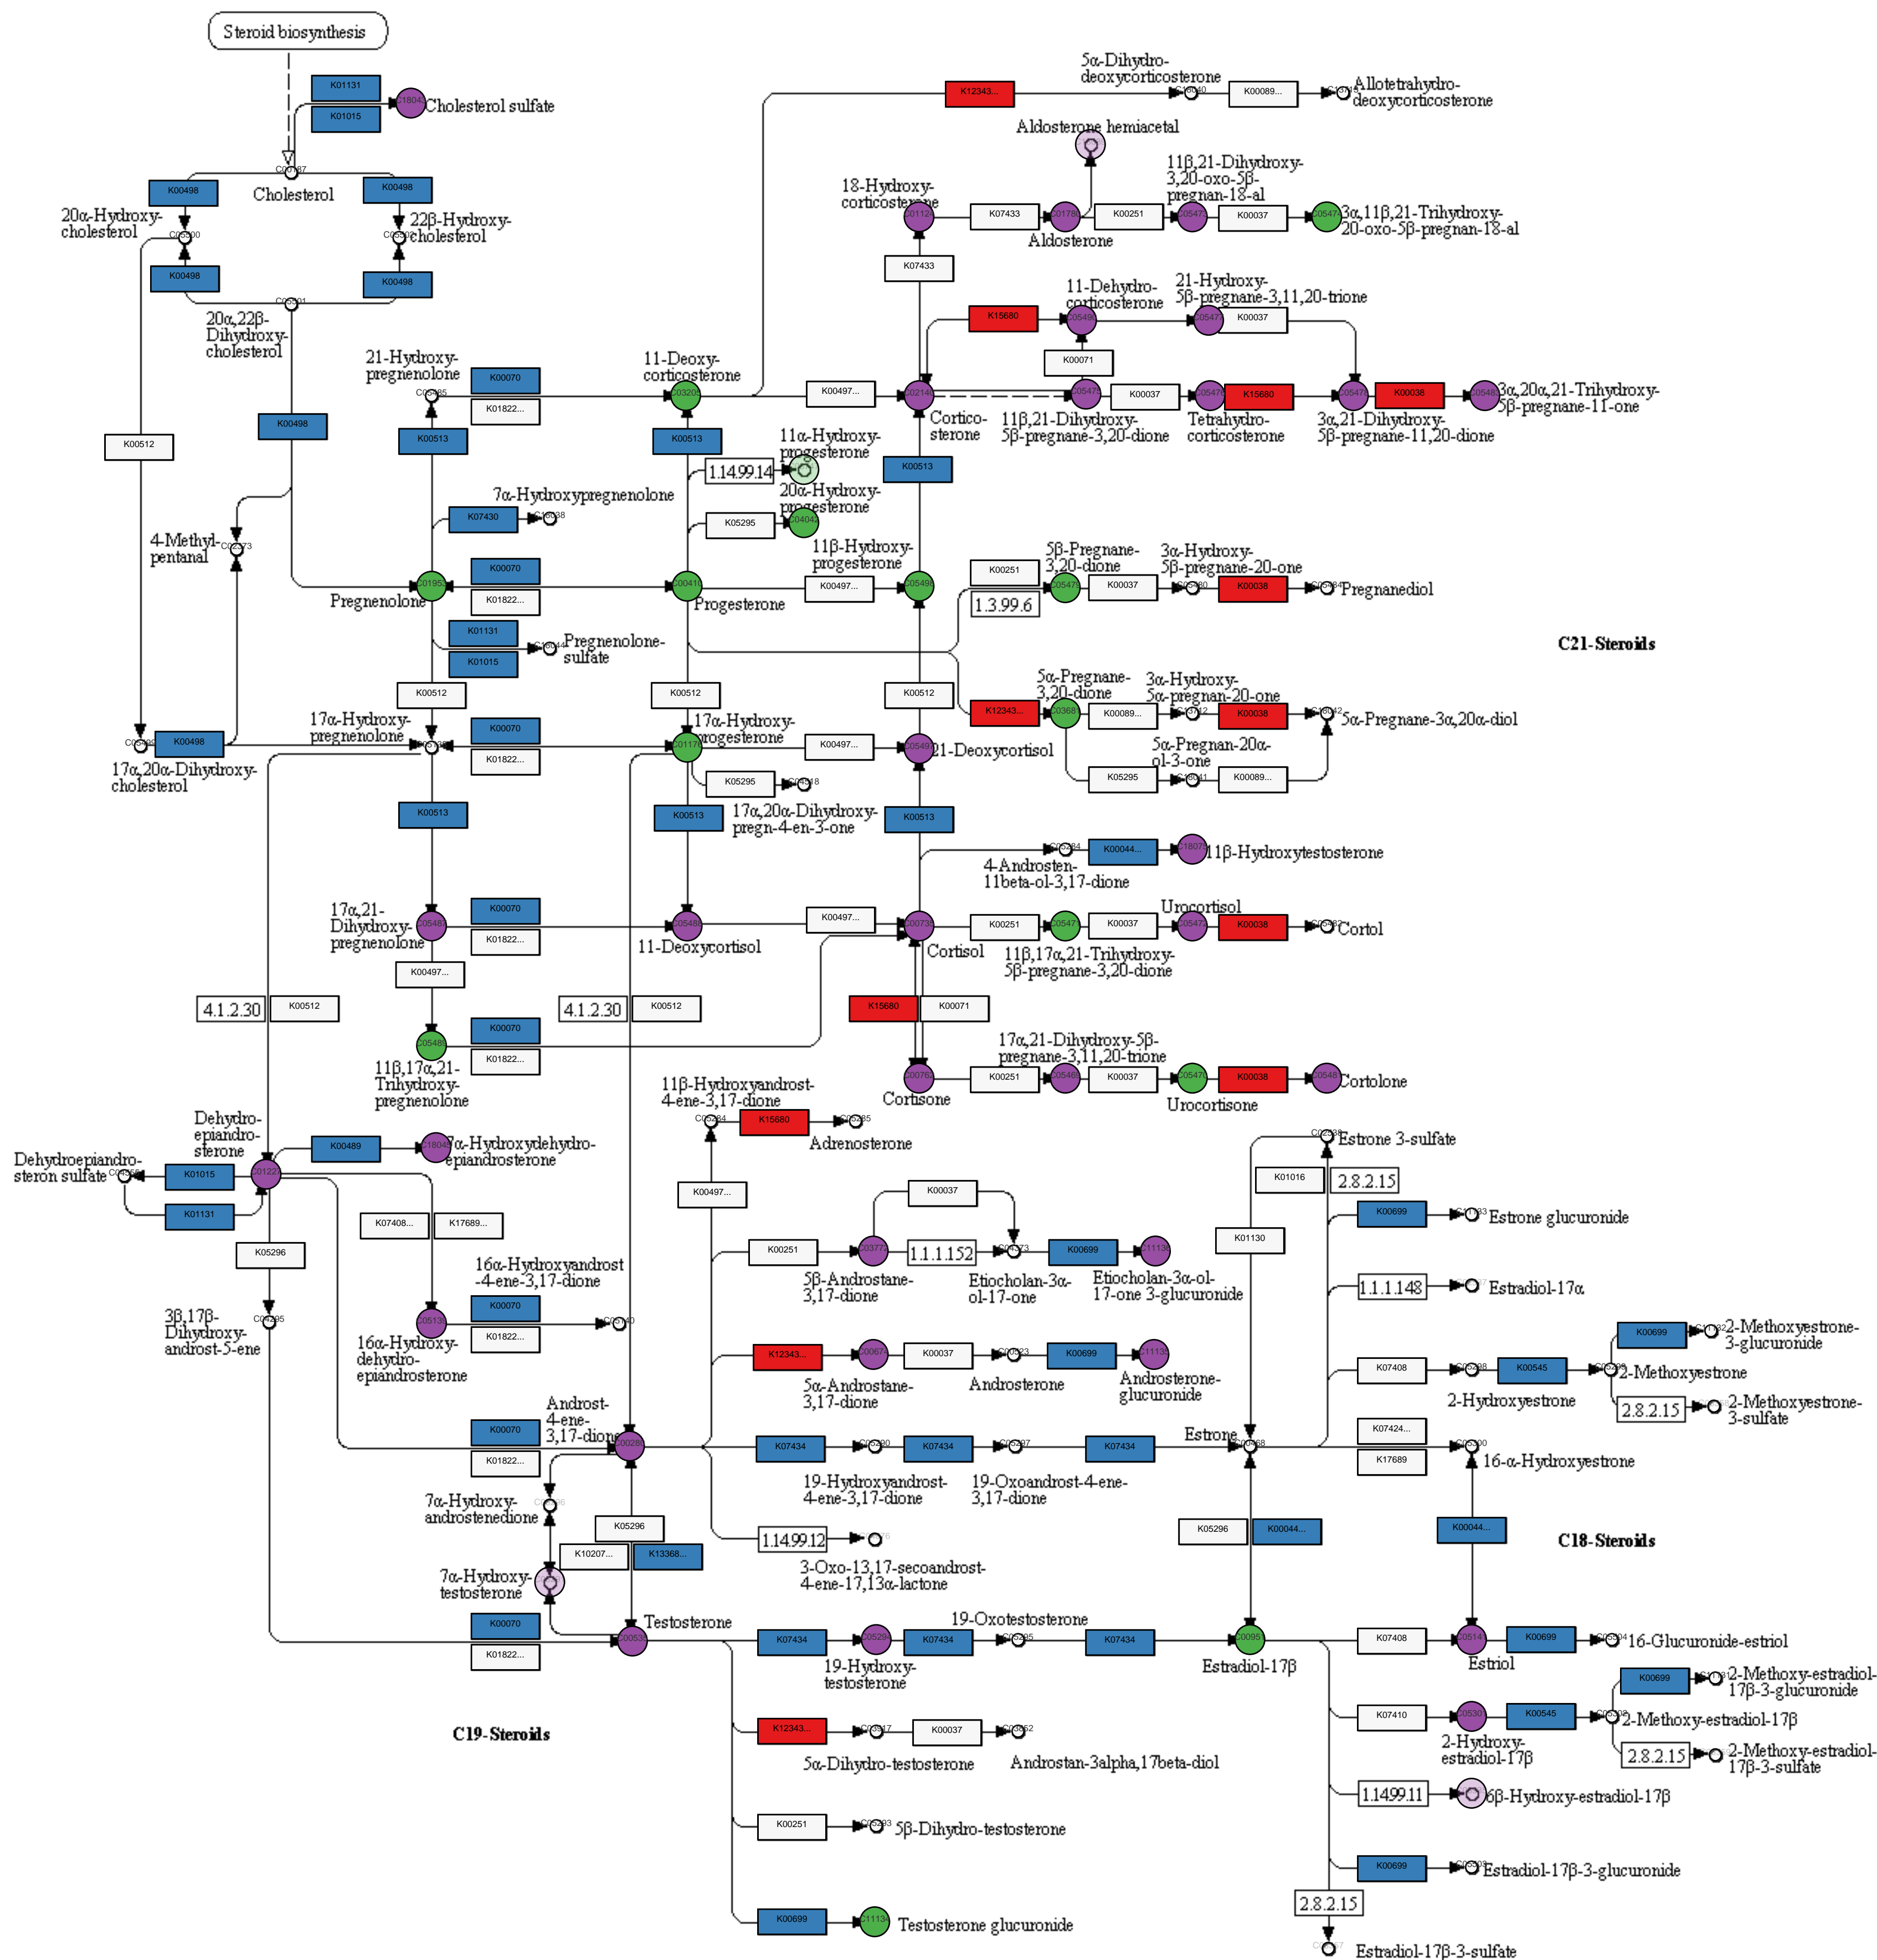 Steroid biosynthesis
K01131
K01015
Cholesterol sulfate
K00498
K00498
Cholesterol
20α-Hydroxy-
cholesterol
22β-Hydroxy-
cholesterol
K00498
K00498
20α,22β-
Dihydroxy-
cholesterol
K00512
K00498
4-Methyl-
pentanal
K00498
17α,20α-Dihydroxy-
cholesterol
K12343...
5α-Dihydro-
deoxycorticosterone
K00089...
Allotetrahydro-
deoxycorticosterone
Aldosterone hemiacetal
18-Hydroxy-
corticosterone
K07433
Aldosterone
K00251
11β,21-Dihydroxy-
3,20-oxo-5β-
pregnan-18-al
K00037
3α,11β,21-Trihydroxy-
20-oxo-5β-pregnan-18-al
K07433
K15680
11-Dehydro-
corticosterone
21-Hydroxy-
5β-pregnane-3,11,20-trione
K00037
K00071
21-Hydroxy-
pregnenolone
K00070
K01822...
11-Deoxy-
corticosterone
K00497...
Cortico-
sterone
11β,21-Dihydroxy-
5β-pregnane-3,20-dione
K00037
Tetrahydro-
corticosterone
K15680
3α,21-Dihydroxy-
5β-pregnane-11,20-dione
K00038
3α,20α,21-Trihydroxy-
5β-pregnane-11-one
K00513
K00513
K00513
11α-Hydroxy-
progesterone
1.14.99.14
20α-Hydroxy-
progesterone
K05295
7α-Hydroxypregnenolone
K07430
Pregnenolone
K00070
K01822...
Progesterone
11β-Hydroxy-
progesterone
K00497...
K00251
1.3.99.6
5β-Pregnane-
3,20-dione
K00037
3α-Hydroxy-
5β-pregnane-20-one
K00038
Pregnanediol
K01131
K01015
Pregnenolone-
sulfate
C21-Steroids
K00512
K00512
K00512
K12343...
5α-Pregnane-
3,20-dione
K00089...
3α-Hydroxy-
5α-pregnan-20-one
K00038
5α-Pregnane-3α,20α-diol
K05295
5α-Pregnan-20α-
ol-3-one
K00089...
17α-Hydroxy-
pregnenolone
K00070
K01822...
17α-Hydroxy-
progesterone
K00497...
21-Deoxycortisol
K05295
17α,20α-Dihydroxy-
pregn-4-en-3-one
K00513
K00513
K00513
4-Androsten-
11beta-ol-3,17-dione
K00044...
11β-Hydroxytestosterone
17α,21-
Dihydroxy-
pregnenolone
K00070
K01822...
11-Deoxycortisol
K00497...
Cortisol
K00251
11β,17α,21-Trihydroxy-
5β-pregnane-3,20-dione
K00037
Urocortisol
K00038
Cortol
K00497...
4.1.2.30
K00512
4.1.2.30
K00512
K15680
K00071
K00070
K01822...
11β,17α,21-
Trihydroxy-
pregnenolone
Cortisone
K00251
17α,21-Dihydroxy-5β-
pregnane-3,11,20-trione
K00037
Urocortisone
K00038
Cortolone
11β-Hydroxyandrost-
4-ene-3,17-dione
K15680
Adrenosterone
K00497...
Dehydro-
epiandro-
sterone
K00489
7α-Hydroxydehydro-
epiandrosterone
Dehydroepiandro-
steron sulfate
K01015
K01131
K05296
K07408...
K17689...
3β,17β-
Dihydroxy-
androst-5-ene
16α-Hydroxyandrost
-4-ene-3,17-dione
K00070
K01822...
16α-Hydroxy-
dehydro-
epiandrosterone
K00037
K00251
5β-Androstane-
3,17-dione
1.1.1.152
Etiocholan-3α-
ol-17-one
K00699
Etiocholan-3α-ol-
17-one 3-glucuronide
K12343...
5α-Androstane-
3,17-dione
K00037
Androsterone
K00699
Androsterone-
glucuronide
Estrone 3-sulfate
K01016
2.8.2.15
K01130
K00699
Estrone glucuronide
1.1.1.148
Estradiol-17α
K07408
2-Hydroxyestrone
K00545
2-Methoxyestrone
K00699
2-Methoxyestrone-
3-glucuronide
2.8.2.15
2-Methoxyestrone-
3-sulfate
Androst-
4-ene-
3,17-dione
K00070
K01822...
K07434
19-Hydroxyandrost-
4-ene-3,17-dione
K07434
19-Oxoandrost-4-ene-
3,17-dione
K07434
Estrone
K07424...
K17689
16-α-Hydroxyestrone
7α-Hydroxy-
androstenedione
1.14.99.12
3-Oxo-13,17-secoandrost-
4-ene-17,13α-lactone
K05296
K10207...
K13368...
7α-Hydroxy-
testosterone
K05296
K00044...
K00044...
C18-Steroids
K00070
K01822...
Testosterone
K07434
19-Hydroxy-
testosterone
K07434
19-Oxotestosterone
K07434
Estradiol-17β
K07408
Estriol
K00699
16-Glucuronide-estriol
K07410
2-Hydroxy-
estradiol-17β
K00545
2-Methoxy-estradiol-17β
K00699
2-Methoxy-estradiol-
17β-3-glucuronide
2.8.2.15
2-Methoxy-estradiol-
17β-3-sulfate
C19-Steroids
K12343...
5α-Dihydro-testosterone
K00037
Androstan-3alpha,17beta-diol
1.14.99.11
6β-Hydroxy-estradiol-17β
K00251
5β-Dihydro-testosterone
K00699
Estradiol-17β-3-glucuronide
K00699
Testosterone glucuronide
2.8.2.15
Estradiol-17β-3-sulfate